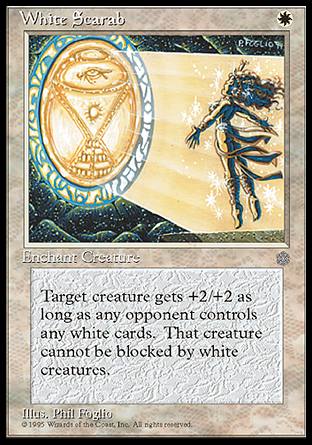 White Scarab
P.FOGLIO
Enchant Creature
Target creature gets +2/+2 as
long as any opponent controls
any white cards. That creature
cannot be blocked by white
creatures.
Illus. Phil Foglio
©1995 Wizards of the Coast, Inc. All rights reserved.